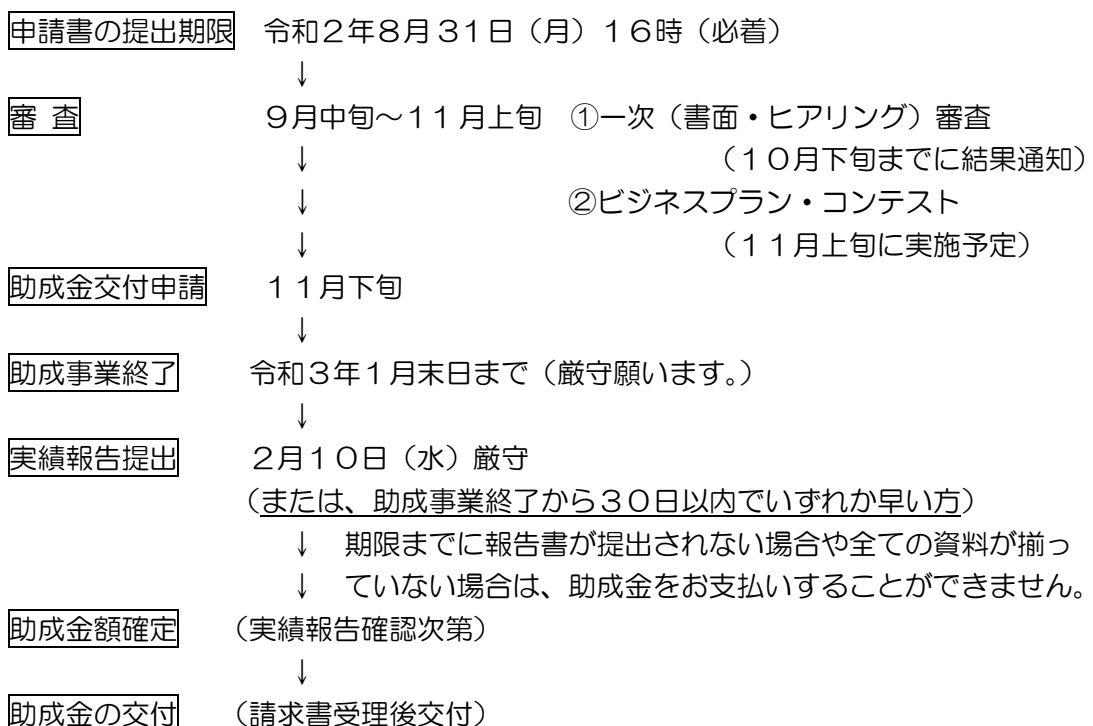 申請書の提出期限 令和2年8月31日（月）16時（必着）
↓
審 査 9月中旬～11月上旬 ①一次（書面・ヒアリング）審査
↓ （10月下旬までに結果通知）
↓ ②ビジネスプラン・コンテスト
↓ （11月上旬に実施予定）
助成金交付申請 11月下旬
↓
助成事業終了 令和3年1月末日まで（厳守願います。）
↓
実績報告提出 2月10日（水）厳守
（または、助成事業終了から30日以内でいずれか早い方）
↓ 期限までに報告書が提出されない場合や全ての資料が揃っ
↓ ていない場合は、助成金をお支払いすることができません。
助成金額確定 （実績報告確認次第）
↓
助成金の交付 （請求書受理後交付）